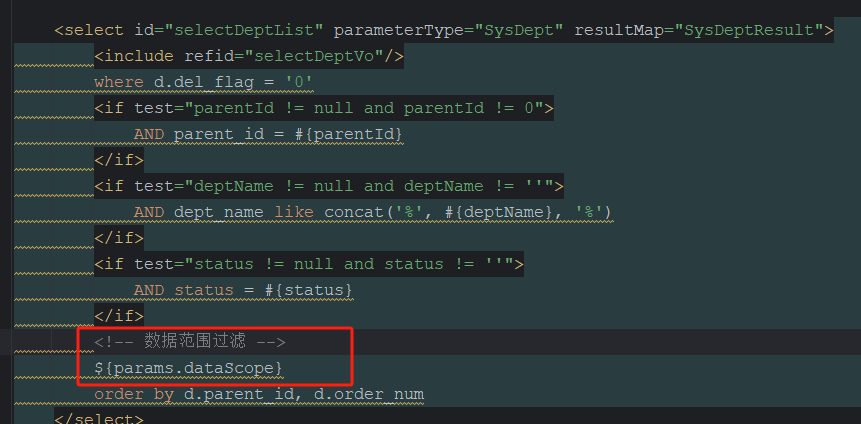 <select id="selectDeptList" parameterType="SysDept" resultMap="SysDeptResult">
<include refid="selectDeptVo"/>
where d.del_flag = '0'
<if test="parentId != null and parentId != 0">
AND parent_id = #{parentId}
</if>
<if test="deptName != null and deptName != ''">
AND dept_name like concat('%', #{deptName}, '%')
</if>
<if test="status != null and status != ''">
AND status = #{status}
</if>
<!-- 数据范围过滤 -->
${params.dataScope}
order by d.parent_id, d.order_num
</select>